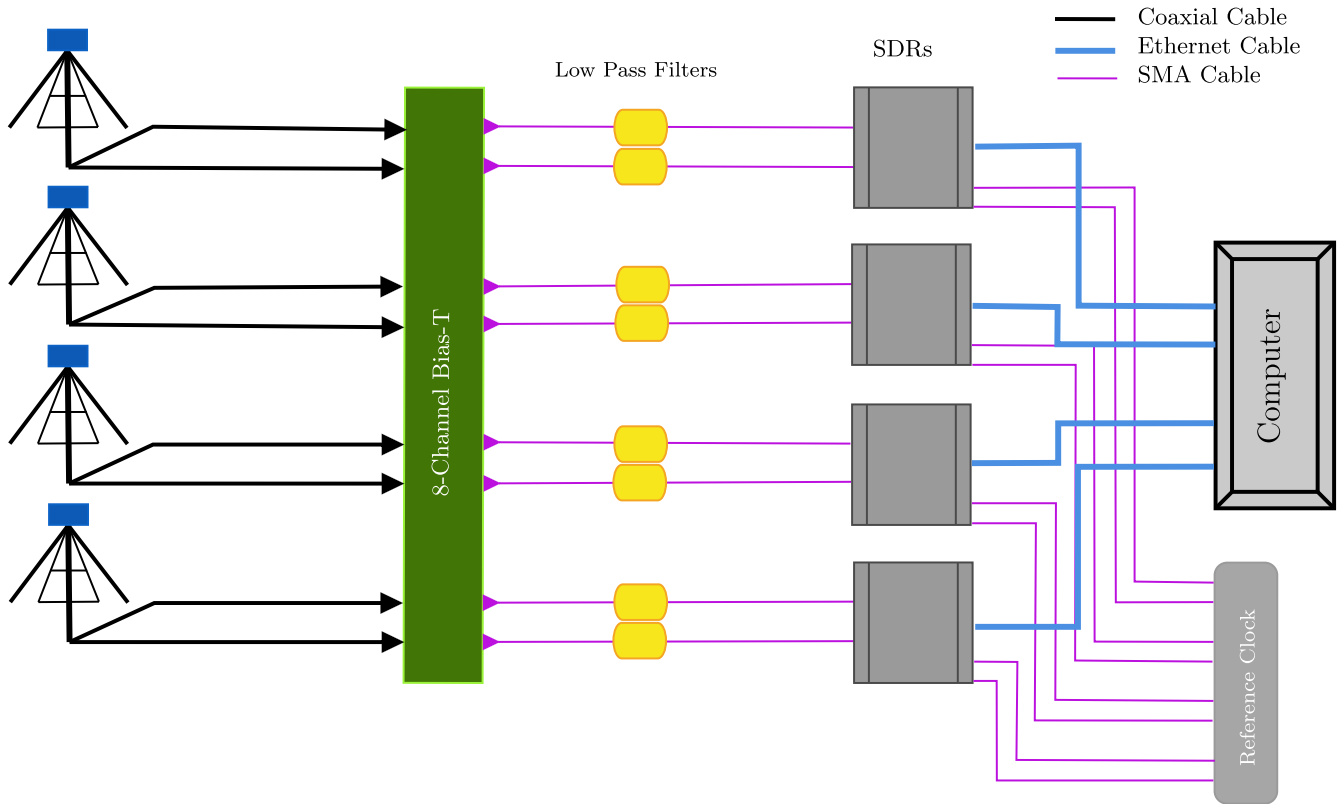 Coaxial Cable
Ethernet Cable
SMA Cable
SDRs
Low Pass Filters
8-Channel Bias-T
Computer
Reference Clock